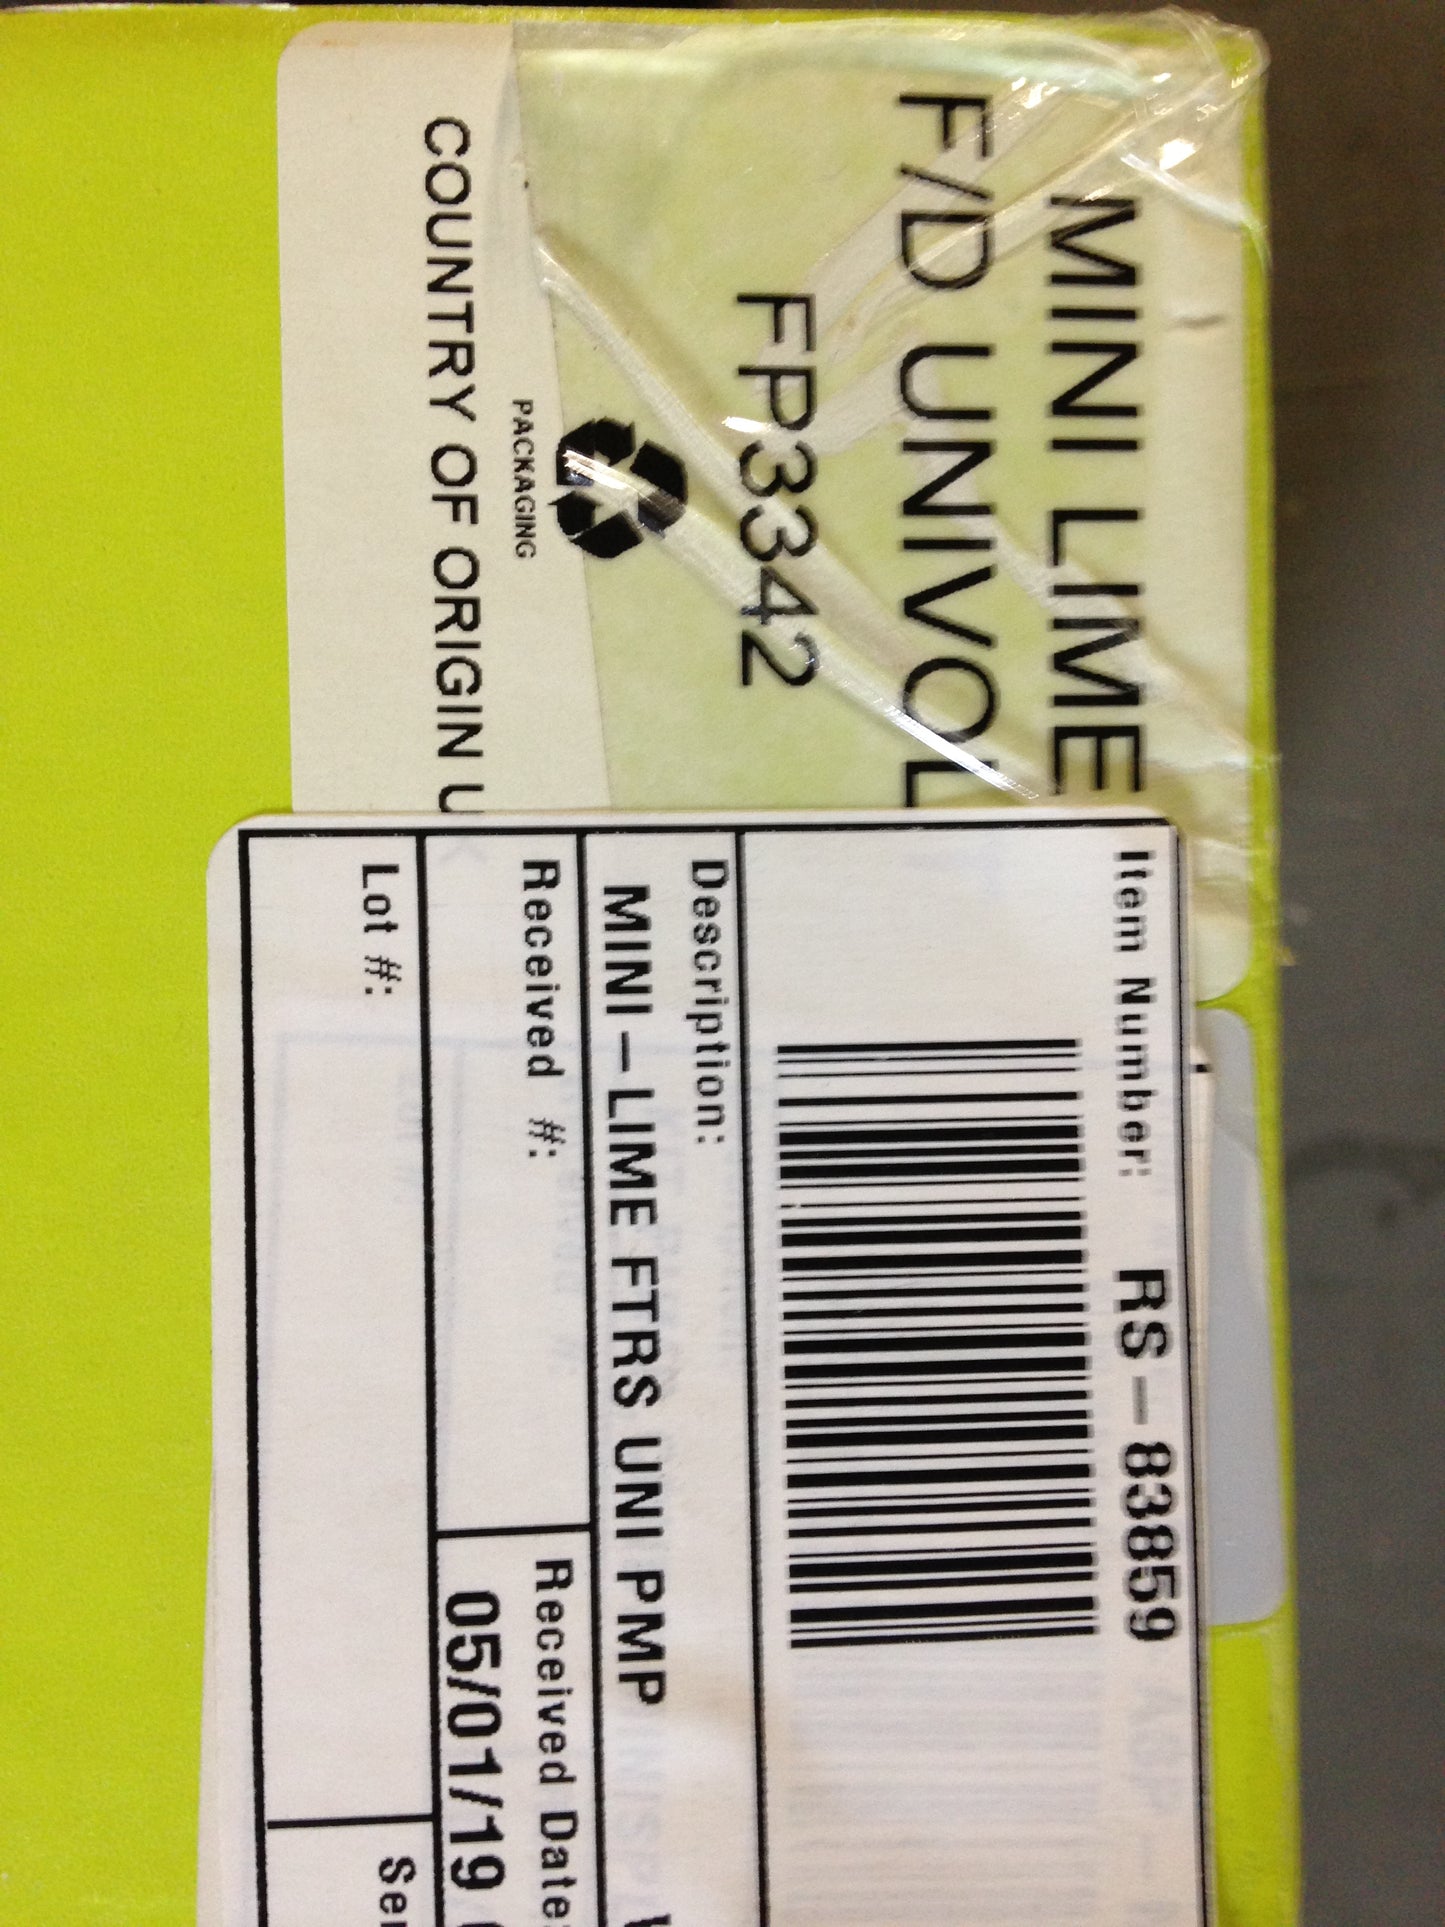 MINI LIME
F/D UNIVOL
FP3342
PACKAGING
COUNTRY OF ORIGIN U
Item Number: RS-83859
Description:
MINI-LIME FTRS UNI PMP
Received #:
Received Date:
05/01/19
Lot #:
Ser